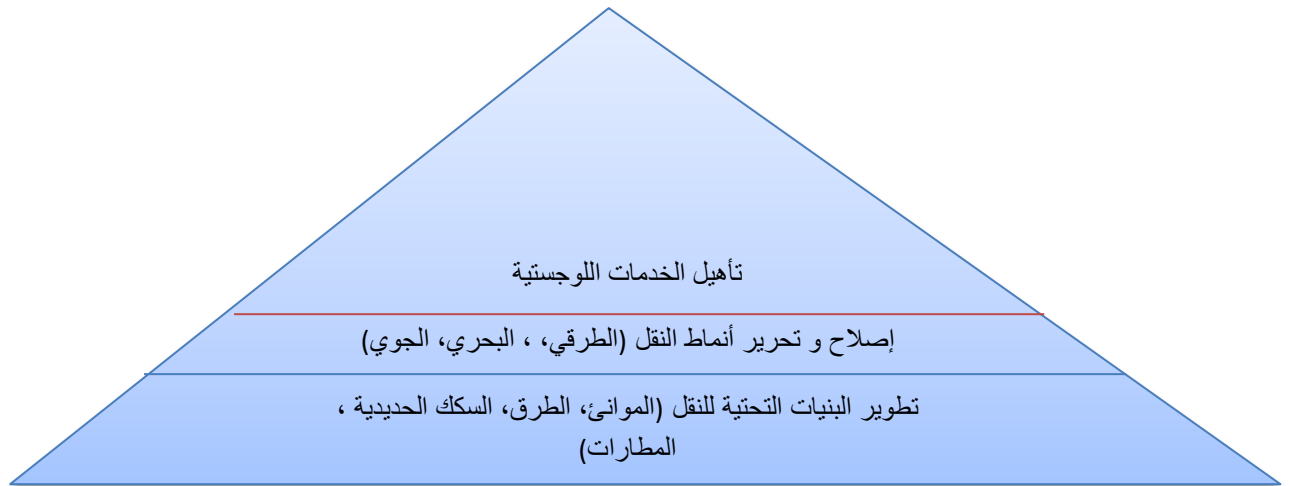 تأهيل الخدمات اللوجستية
إصلاح و تحرير أنماط النقل (الطرقي، ، البحري، الجوي)
تطوير البنيات التحتية للنقل (الموانئ، الطرق، السكك الحديدية ،
المطارات)